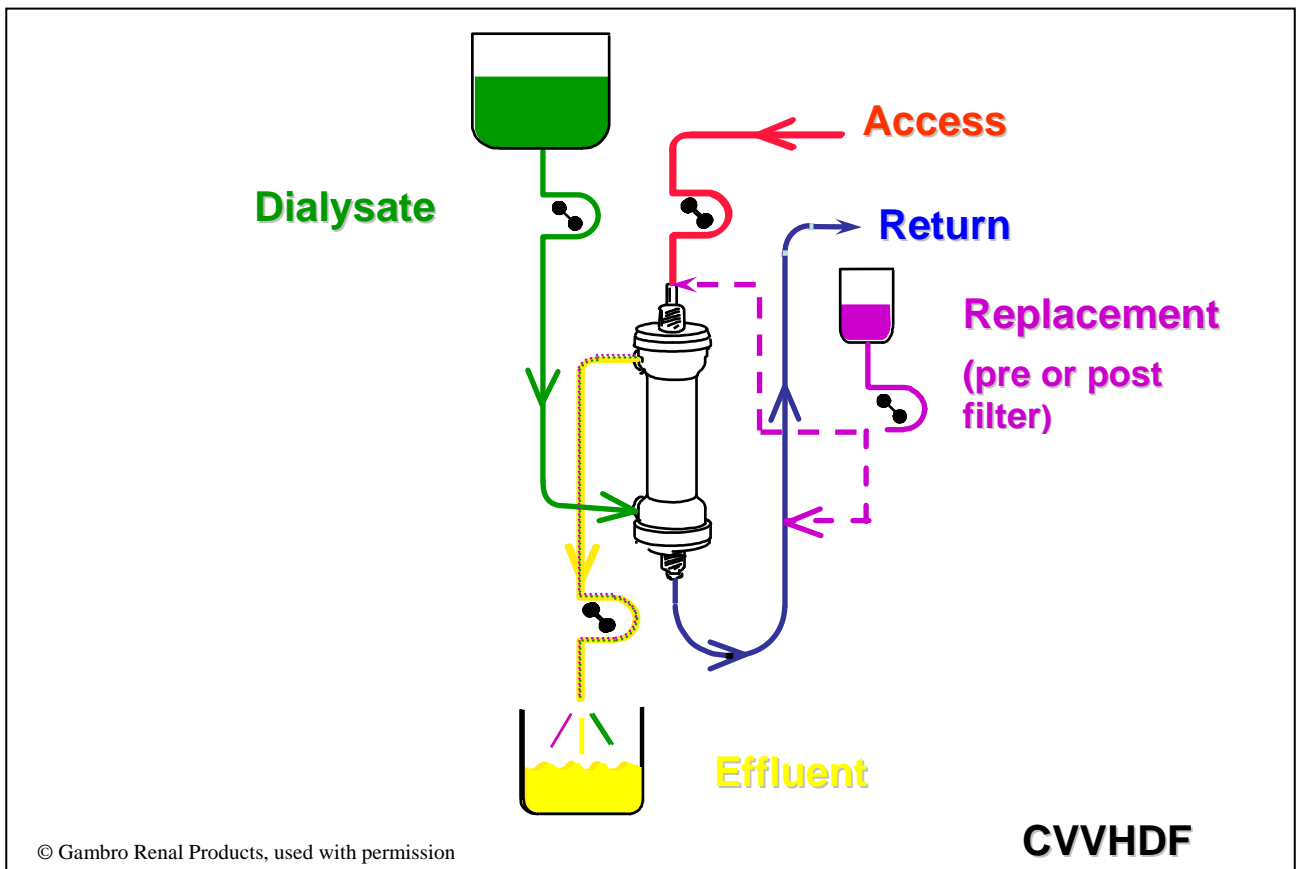 Access
Dialysate
Return
Replacement
(pre or post
filter)
Effluent
CVVHDF
© Gambro Renal Products, used with permission